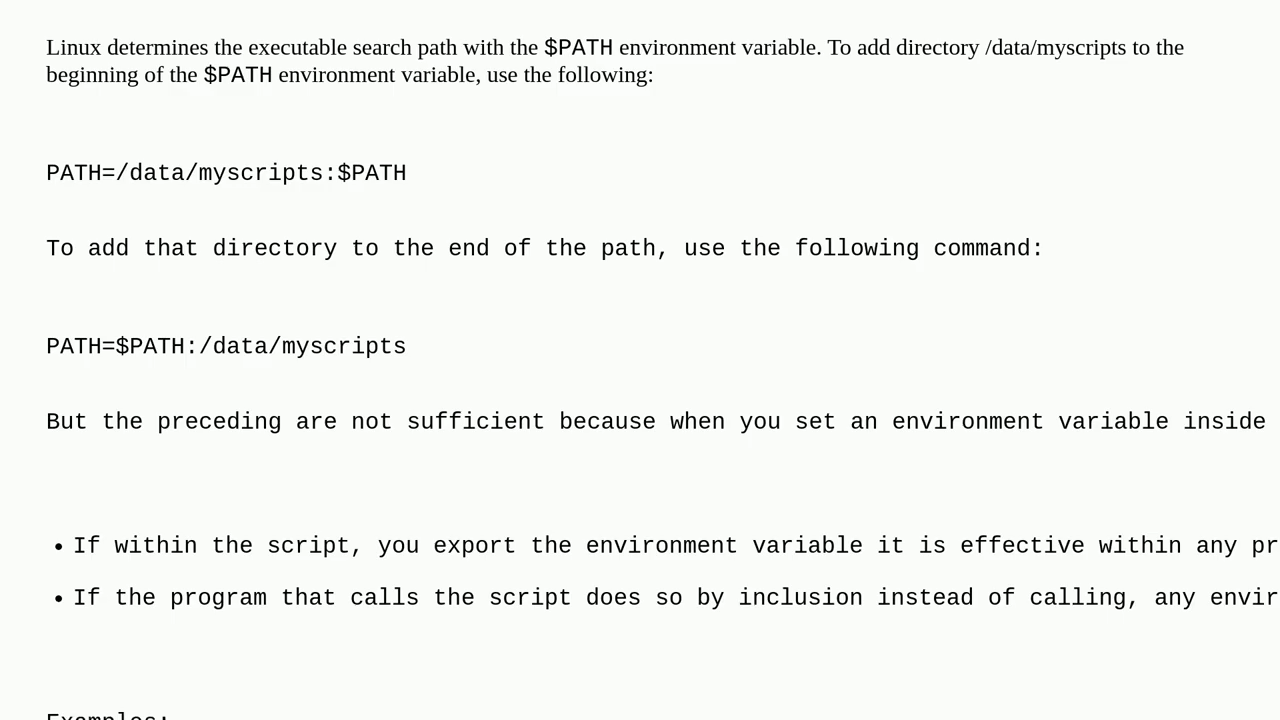 Linux determines the executable search path with the $PATH environment variable. To add directory /data/myscripts to the
beginning of the $PATH environment variable, use the following:
PATH=/data/myscripts:$PATH
To add that directory to the end of the path, use the following command:
PATH=$PATH:/data/myscripts
But the preceding are not sufficient because when you set an environment variable inside
• If within the script, you export the environment variable it is effective within any pr
• If the program that calls the script does so by inclusion instead of calling, any envir
Examples: